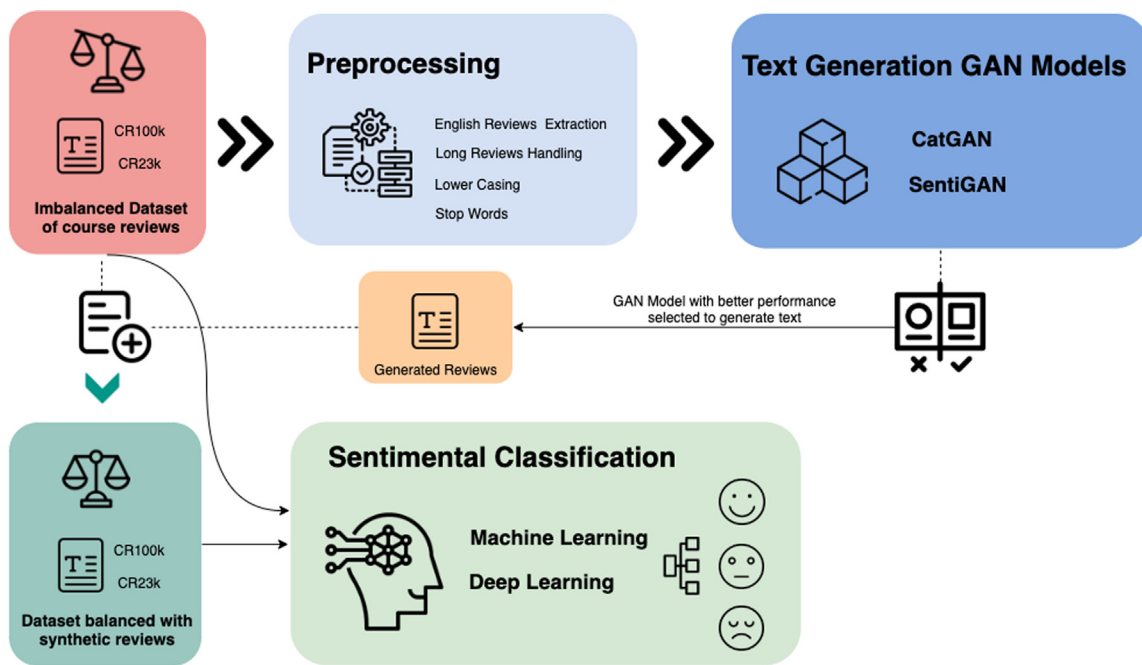 CR100k
CR23k
Imbalanced Dataset
of course reviews
Preprocessing
English Reviews Extraction
Long Reviews Handling
Lower Casing
Stop Words
Text Generation GAN Models
CatGAN
SentiGAN
GAN Model with better performance
selected to generate text
Generated Reviews
CR100k
CR23k
Dataset balanced with
synthetic reviews
Sentimental Classification
Machine Learning
Deep Learning